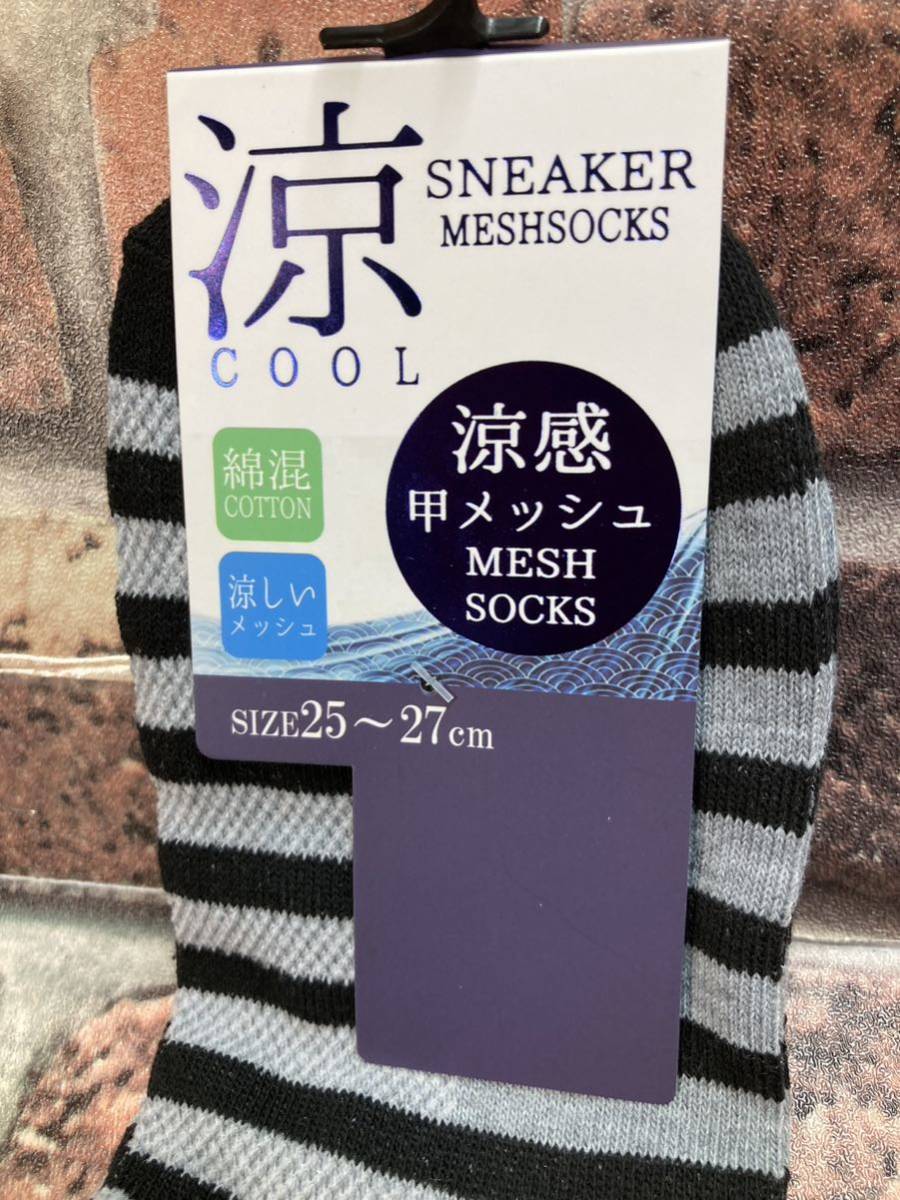 涼
COOL
SNEAKER
MESHSOCKS
涼感
甲メッシュ
MESH
SOCKS
綿混
COTTON
涼しい
メッシュ
SIZE25～27cm